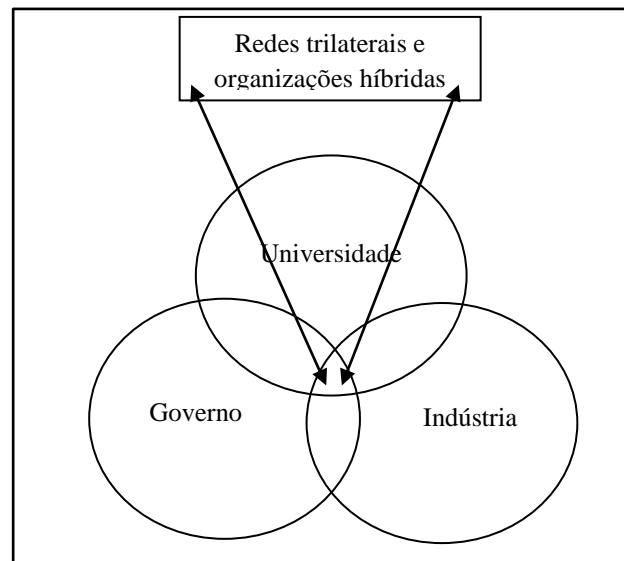 Redes trilaterais e
organizações híbridas
Universidade
Governo
Indústria